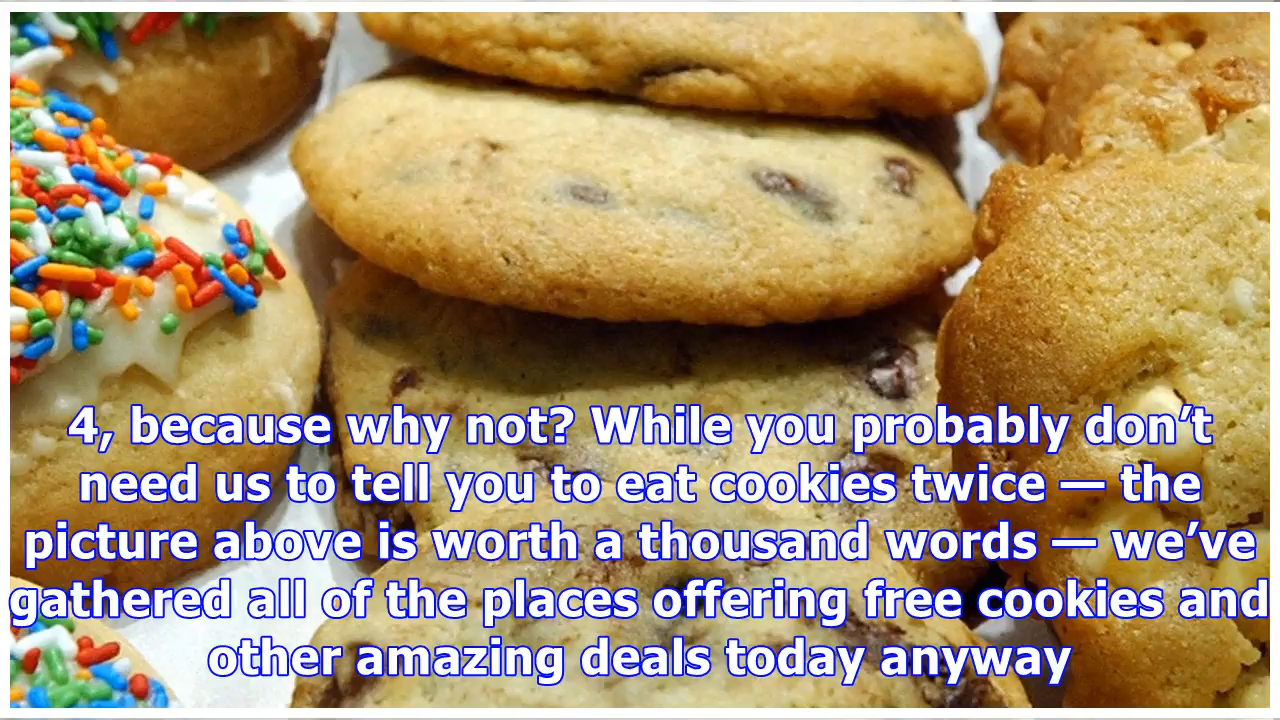 4, because why not? While you probably don’t
need us to tell you to eat cookies twice — the
picture above is worth a thousand words — we’ve
gathered all of the places offering free cookies and
other amazing deals today anyway